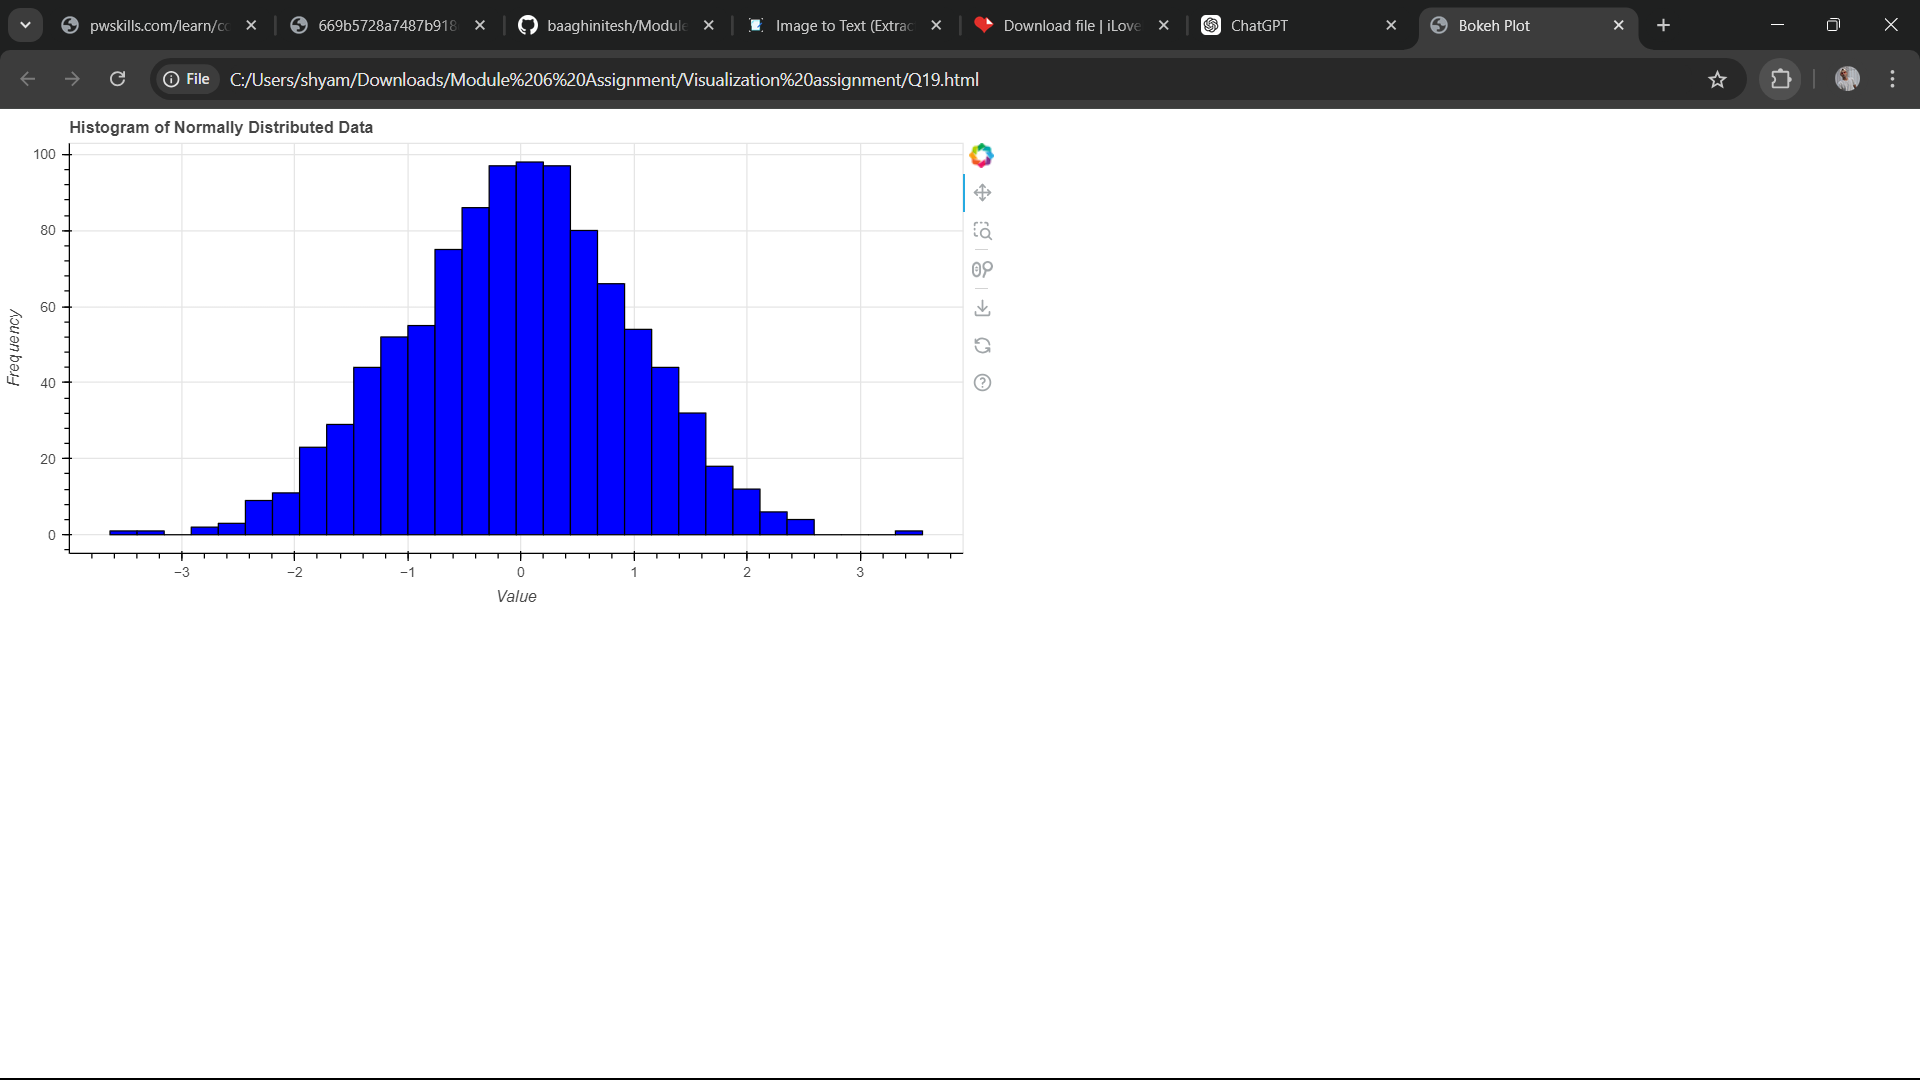 pwskills.com/learn/co
669b5728a7487b918
baaghinitesh/Module
Image to Text (Extrac
Download file | iLove
ChatGPT
Bokeh Plot
File
C:/Users/shyam/Downloads/Module%206%20Assignment/Visualization%20assignment/Q19.html
Histogram of Normally Distributed Data
100
80
60
40
20
0
Frequency
−3 −2 −1 0 1 2 3
Value